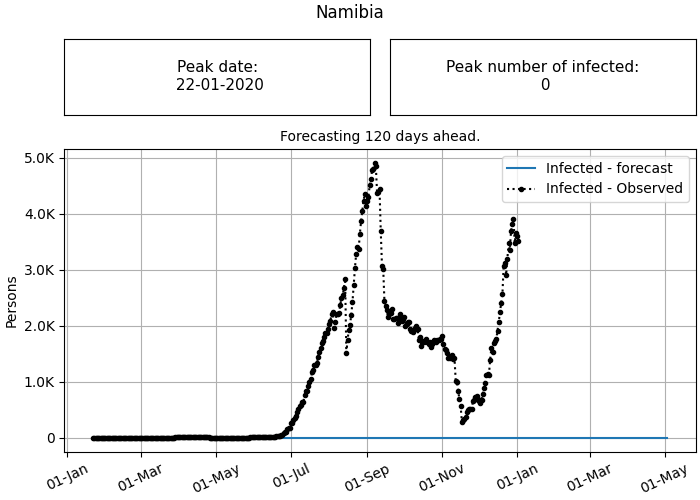 Namibia
Peak date:
22-01-2020
Peak number of infected:
0
Forecasting 120 days ahead.
Infected - forecast
Infected - Observed
Persons
5.0K
4.0K
3.0K
2.0K
1.0K
0
01-Jan
01-Mar
01-May
01-Jul
01-Sep
01-Nov
01-Jan
01-Mar
01-May